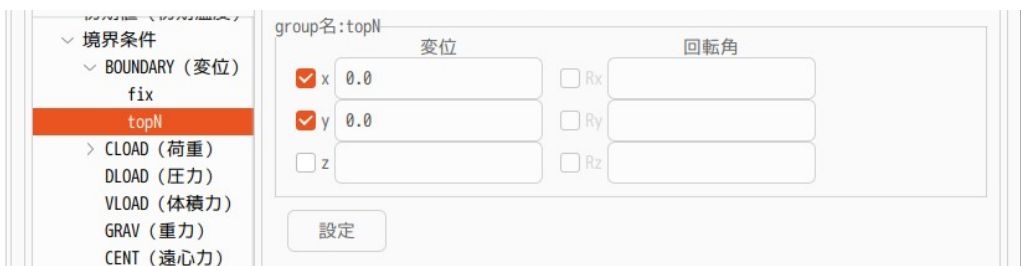 境界条件
BOUNDARY (変位)
fix
topN
CLOAD (荷重)
DLOAD (圧力)
VLOAD (体積力)
GRAV (重力)
CENT (遠心力)
group名:topN
変位
回転角
x 0.0
Rx
y 0.0
Ry
z
Rz
設定